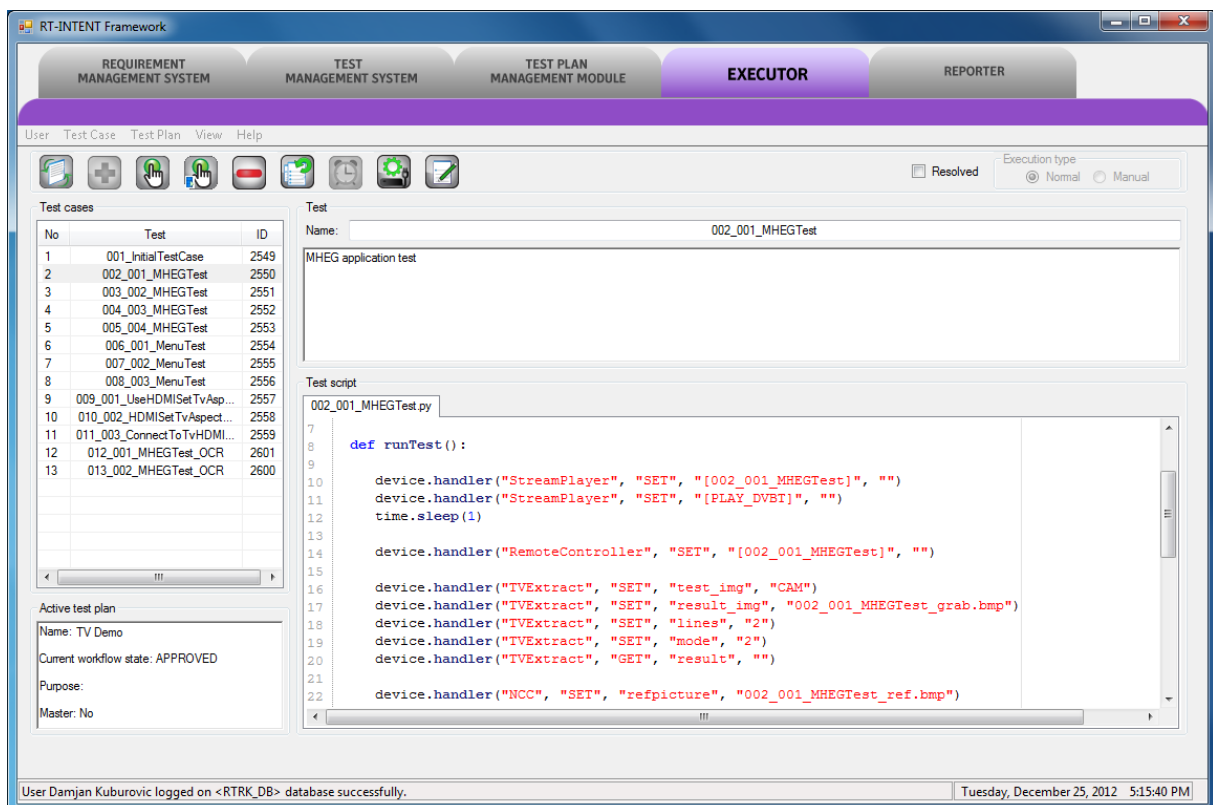 RT-INTENT Framework
REQUIREMENT
MANAGEMENT SYSTEM
TEST
MANAGEMENT SYSTEM
TEST PLAN
MANAGEMENT MODULE
EXECUTOR
REPORTER
User Test Case Test Plan View Help
Resolved
Execution type
Normal Manual
Test cases
No Test ID
1 001_InitialTestCase 2549
2 002_001_MHEGTest 2550
3 003_002_MHEGTest 2551
4 004_003_MHEGTest 2552
5 005_004_MHEGTest 2553
6 006_001_MenuTest 2554
7 007_002_MenuTest 2555
8 008_003_MenuTest 2556
9 009_001_UseHDMISetTvAsp... 2557
10 010_002_HDMISetTvAspect... 2558
11 011_003_ConnectToTvHDMI... 2559
12 012_001_MHEGTest_OCR 2601
13 013_002_MHEGTest_OCR 2600
Active test plan
Name: TV Demo
Current workflow state: APPROVED
Purpose:
Master: No
Test
Name: 002_001_MHEGTest
MHEG application test
Test script
002_001_MHEGTest.py
7
8 def runTest():
9
10 device.handler("StreamPlayer", "SET", "[002_001_MHEGTest]", "")
11 device.handler("StreamPlayer", "SET", "[PLAY_DVBT]", "")
12 time.sleep(1)
13
14 device.handler("RemoteController", "SET", "[002_001_MHEGTest]", "")
15
16 device.handler("TVExtract", "SET", "test_img", "CAM")
17 device.handler("TVExtract", "SET", "result_img", "002_001_MHEGTest_grab.bmp")
18 device.handler("TVExtract", "SET", "lines", "2")
19 device.handler("TVExtract", "SET", "mode", "2")
20 device.handler("TVExtract", "GET", "result", "")
21
22 device.handler("NCC", "SET", "refpicture", "002_001_MHEGTest_ref.bmp")
User Damjan Kuburovic logged on <RTRK_DB> database successfully.
Tuesday, December 25, 2012 5:15:40 PM